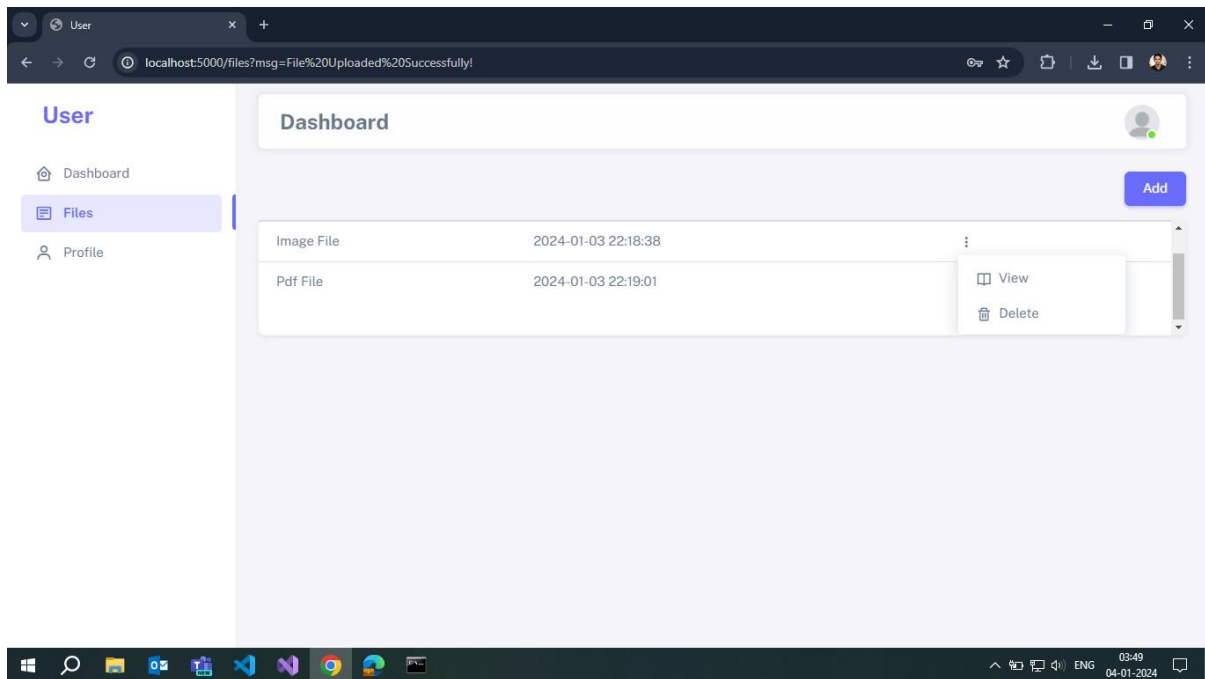 User
localhost:5000/files?msg=File%20Uploaded%20Successfully!
User
Dashboard
Dashboard
Files
Profile
Add
Image File 2024-01-03 22:18:38
Pdf File 2024-01-03 22:19:01
View
Delete
ENG
03:49
04-01-2024